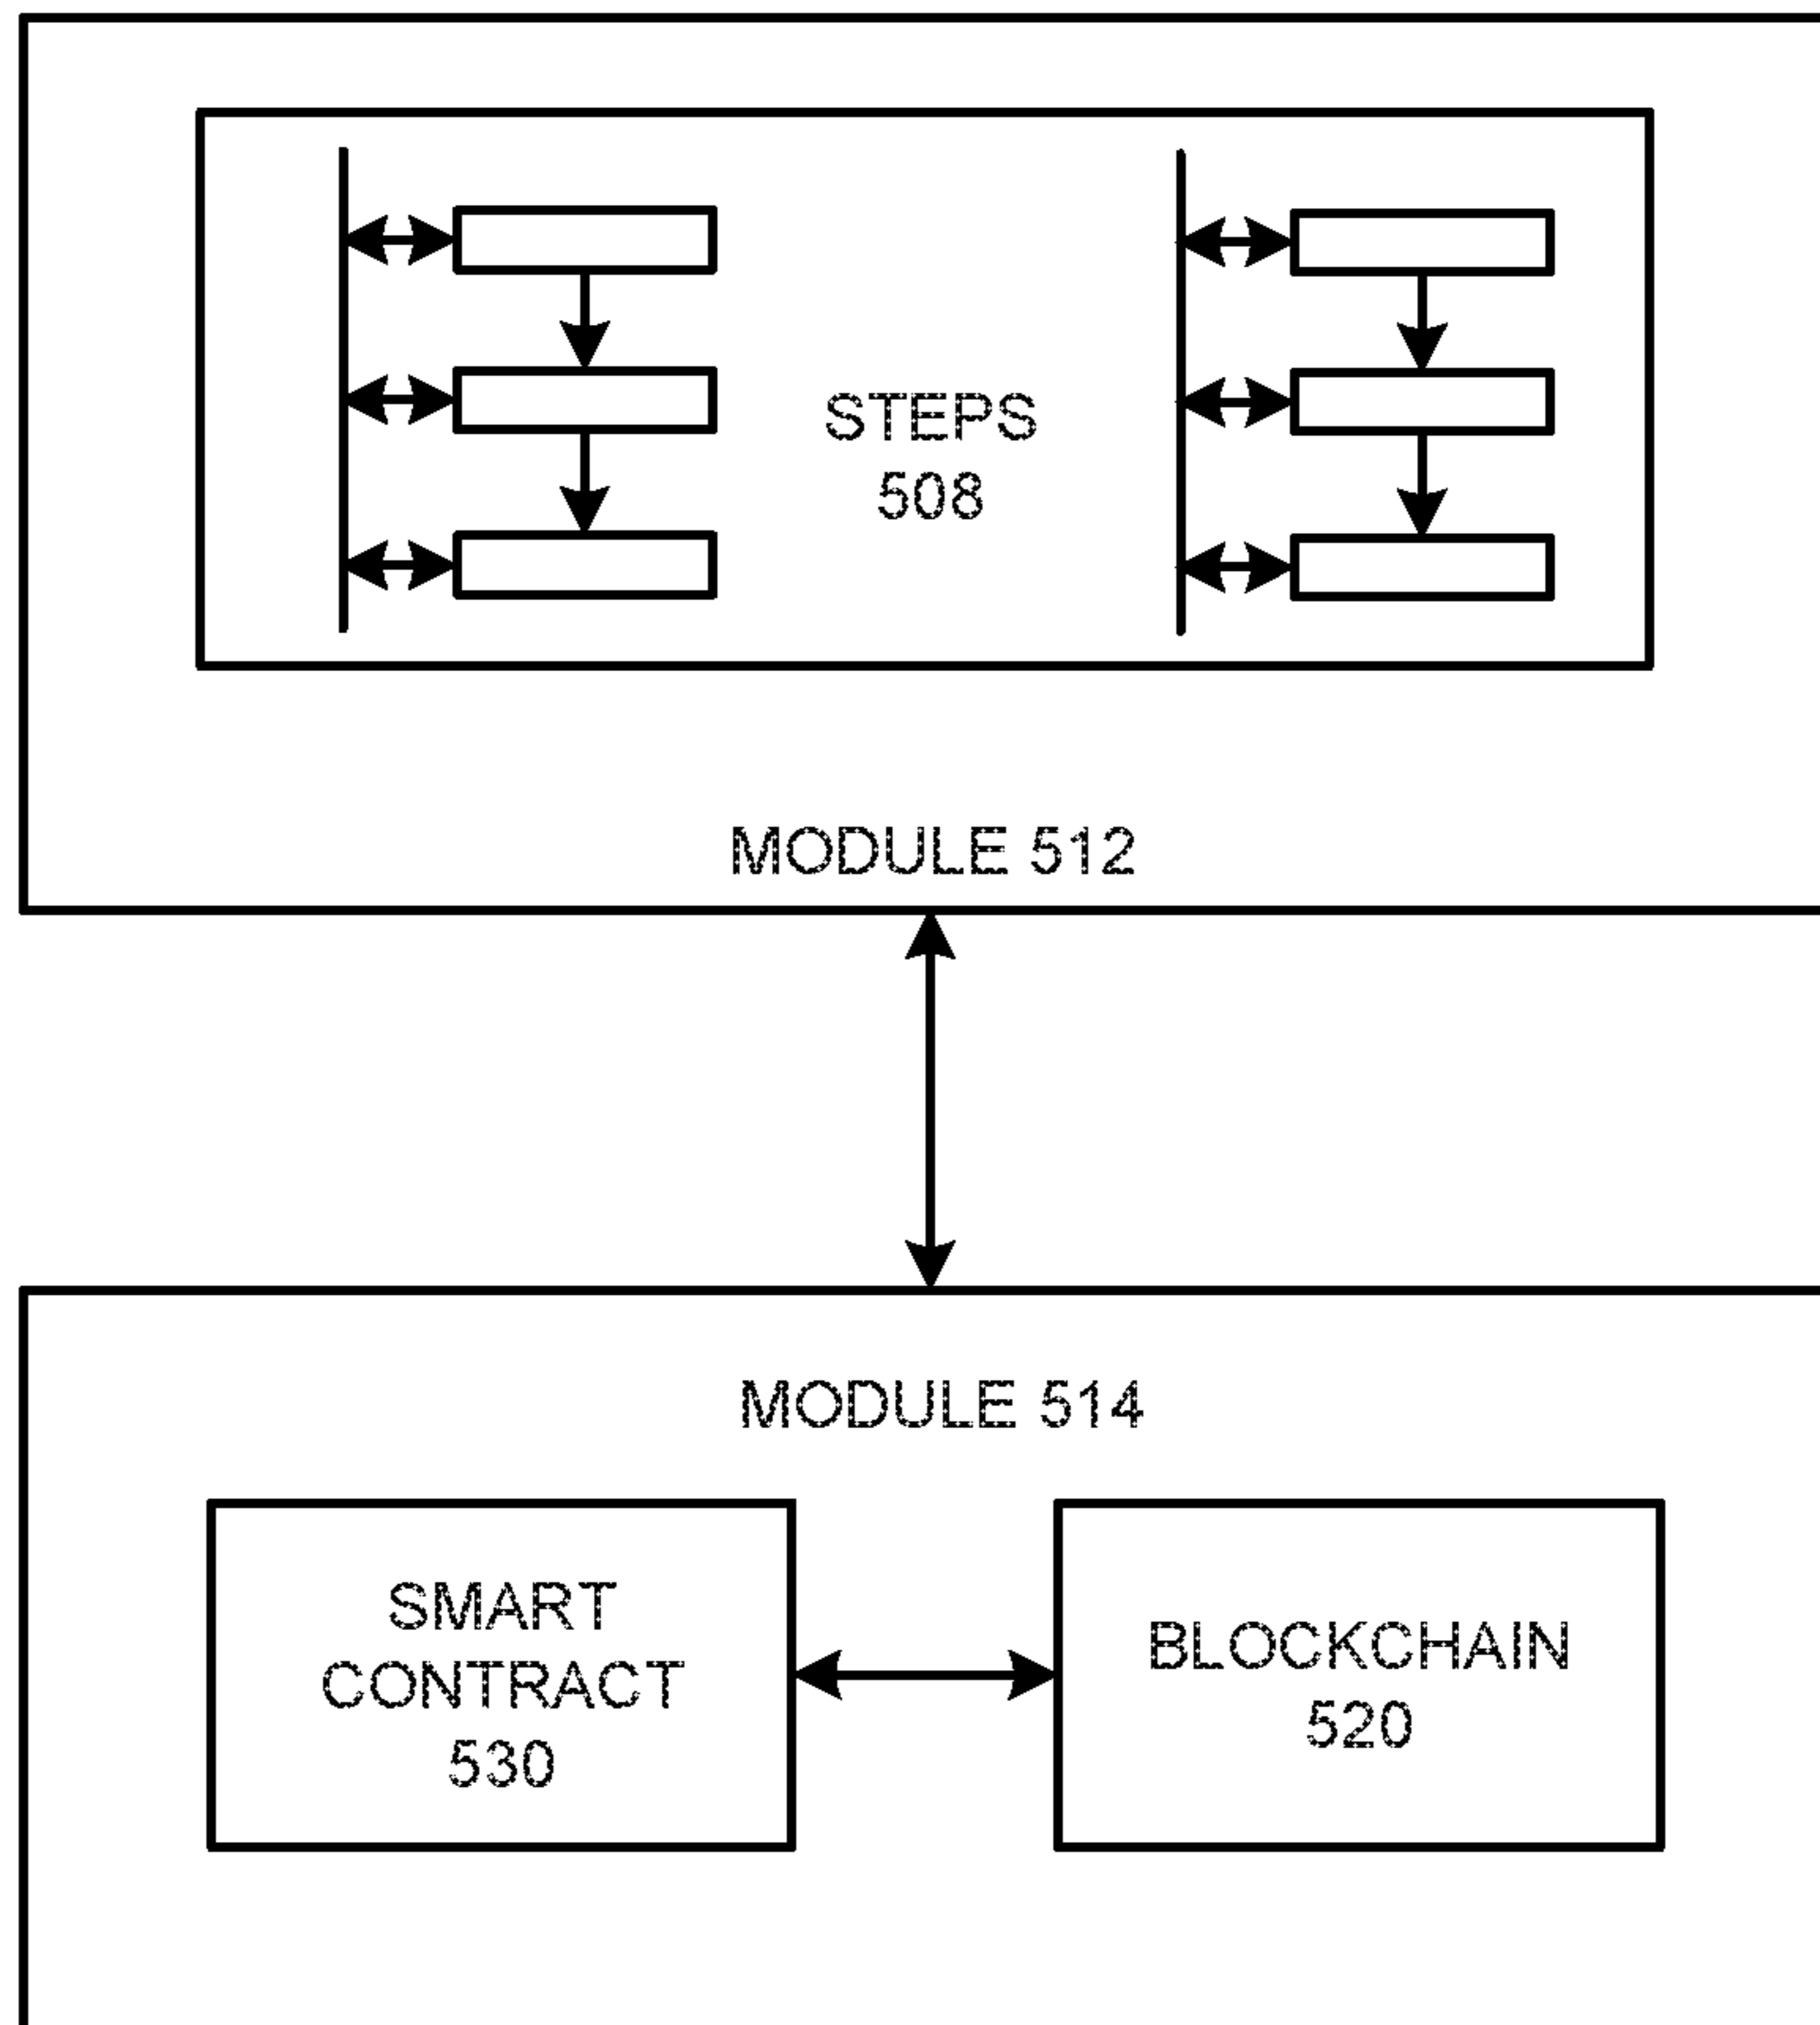 STEPS
508
MODULE 512
MODULE 514
SMART
CONTRACT
530
BLOCKCHAIN
520